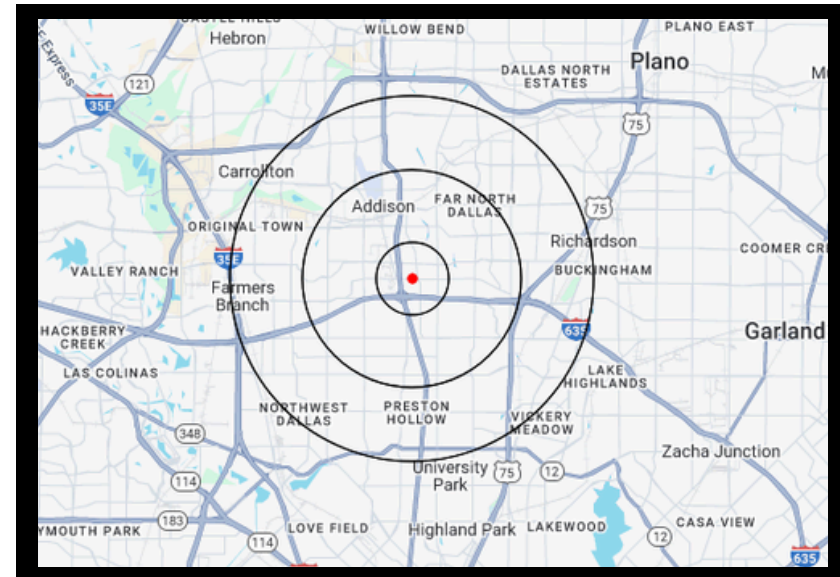 WILLOW BEND
PLANO EAST
Hebron
E-Express
Plano
DALLAS NORTH
ESTATES
121
35E
75
Carrollton
Addison
FAR NORTH
DALLAS
75
ORIGINAL TOWN
Richardson
COOMER
35E
VALLEY RANCH
BUCKINGHAM
Farmers
Branch
HACKBERRY
CREEK
635
Garland
LAS COLINAS
LAKE
HIGHLANDS
NORTHWEST
DALLAS
PRESTON
HOLLOW
VICKERY
MEADOW
348
Zacha Junction
University
Park
75
12
114
183
YMOUTH PARK
LOVE FIELD
Highland Park
LAKEWOOD
CASA VIEW
114
12
635